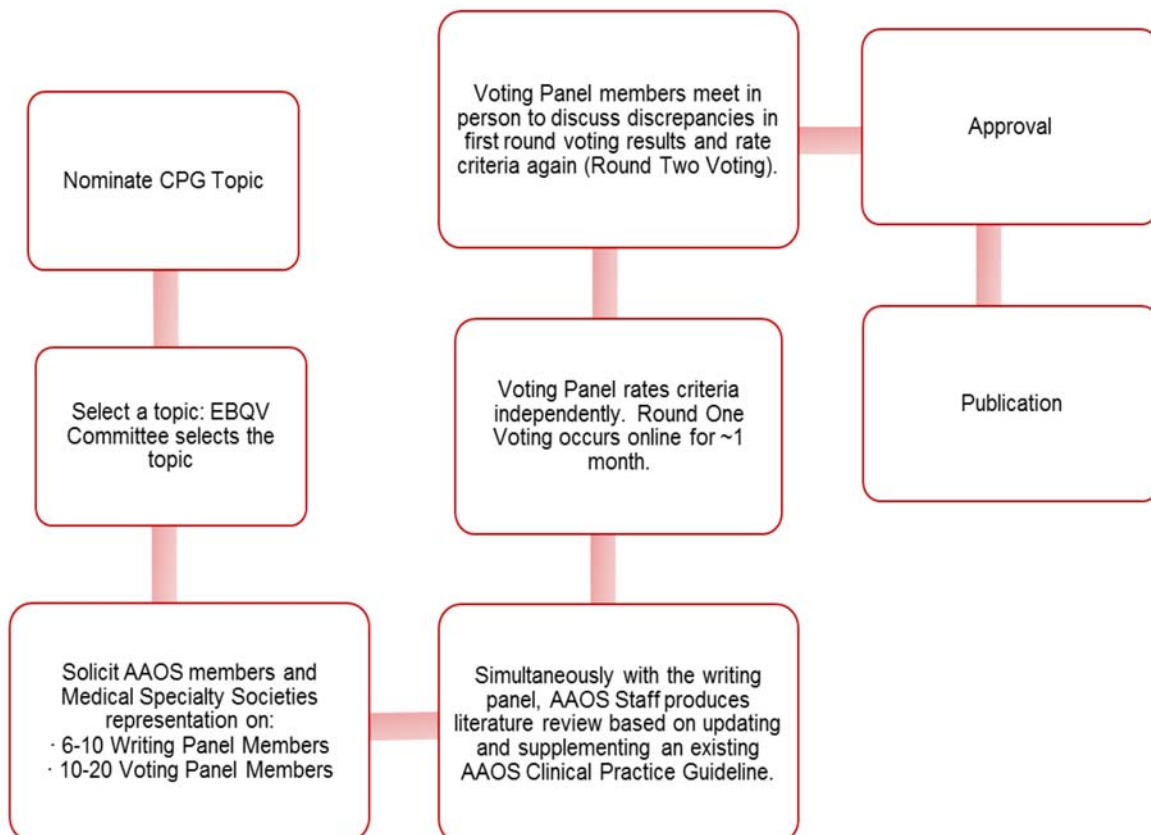 Nominate CPG Topic
Select a topic: EBQV
Committee selects the
topic
Solicit AAOS members and
Medical Specialty Societies
representation on:
· 6-10 Writing Panel Members
· 10-20 Voting Panel Members
Simultaneously with the writing
panel, AAOS Staff produces
literature review based on updating
and supplementing an existing
AAOS Clinical Practice Guideline.
Voting Panel rates criteria
independently. Round One
Voting occurs online for ~1
month.
Voting Panel members meet in
person to discuss discrepancies in
first round voting results and rate
criteria again (Round Two Voting).
Approval
Publication